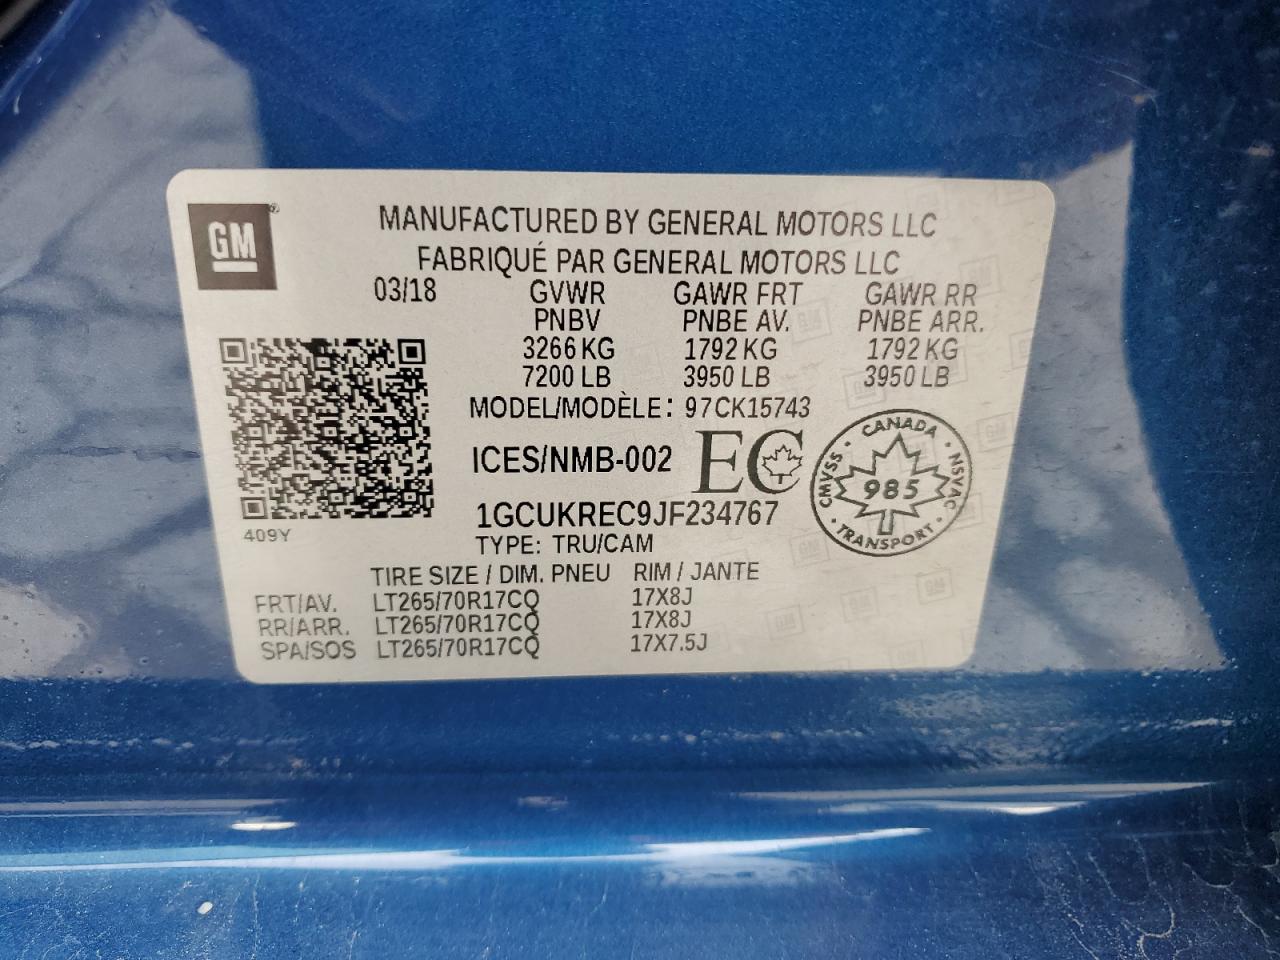 GM
MANUFACTURED BY GENERAL MOTORS LLC
FABRIQUÉ PAR GENERAL MOTORS LLC
03/18 GVWR GAWR FRT GAWR RR
PNBV PNBE AV. PNBE ARR.
3266 KG 1792 KG 1792 KG
7200 LB 3950 LB 3950 LB
MODEL/MODÈLE: 97CK15743
ICES/NMB-002 EC
CANADA
CMVSS 985 NSVAC
TRANSPORT
1GCUKREC9JF234767
409Y
TYPE: TRU/CAM
TIRE SIZE / DIM. PNEU RIM / JANTE
FRT/AV. LT265/70R17CQ 17X8J
RR/ARR. LT265/70R17CQ 17X8J
SPA/SOS LT265/70R17CQ 17X7.5J